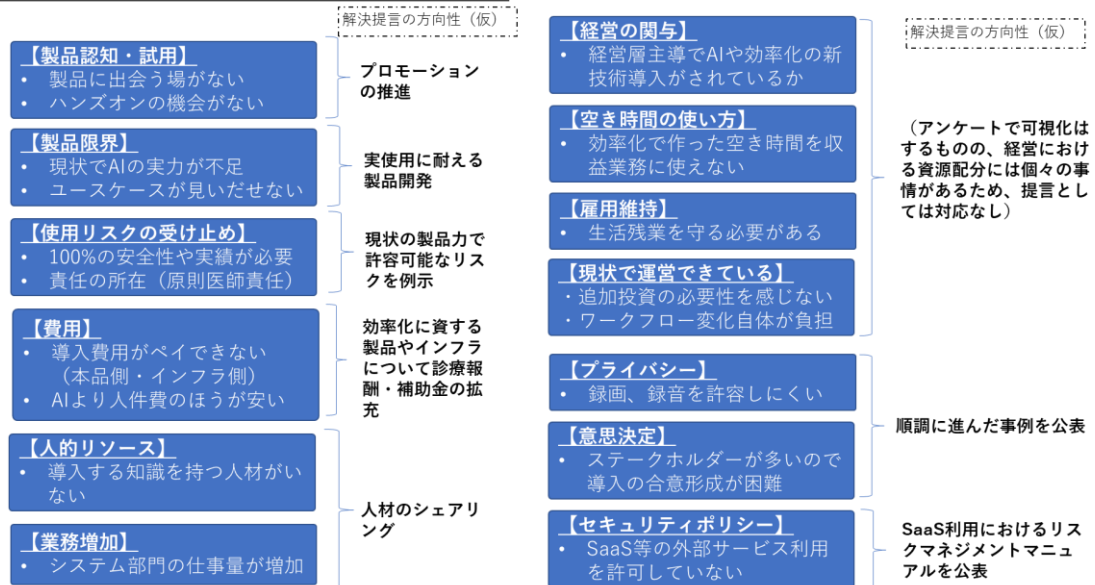 解決提言の方向性（仮）
【製品認知・試用】
• 製品に出会う場がない
• ハンズオンの機会がない
プロモーション
の推進
【製品限界】
• 現状でAIの実力が不足
• ユースケースが見いだせない
実使用に耐える
製品開発
【使用リスクの受け止め】
• 100%の安全性や実績が必要
• 責任の所在（原則医師責任）
現状の製品力で
許容可能なリス
クを例示
【費用】
• 導入費用がペイできない
（本品側・インフラ側）
• AIより人件費のほうが安い
効率化に資する
製品やインフラ
について診療報
酬・補助金の拡
充
【人的リソース】
• 導入する知識を持つ人材がい
ない
【業務増加】
• システム部門の仕事量が増加
人材のシェアリ
ング
解決提言の方向性（仮）
【経営の関与】
• 経営層主導でAIや効率化の新
技術導入がされているか
【空き時間の使い方】
• 効率化で作った空き時間を収
益業務に使えない
【雇用維持】
• 生活残業を守る必要がある
【現状で運営できている】
・追加投資の必要性を感じない
・ワークフロー変化自体が負担
（アンケートで可視化は
するものの、経営におけ
る資源配分には個々の事
情があるため、提言とし
ては対応なし）
【プライバシー】
• 録画、録音を許容しにくい
【意思決定】
• ステークホルダーが多いので
導入の合意形成が困難
順調に進んだ事例を公表
【セキュリティポリシー】
• SaaS等の外部サービス利用
を許可していない
SaaS利用におけるリス
クマネジメントマニュ
アルを公表